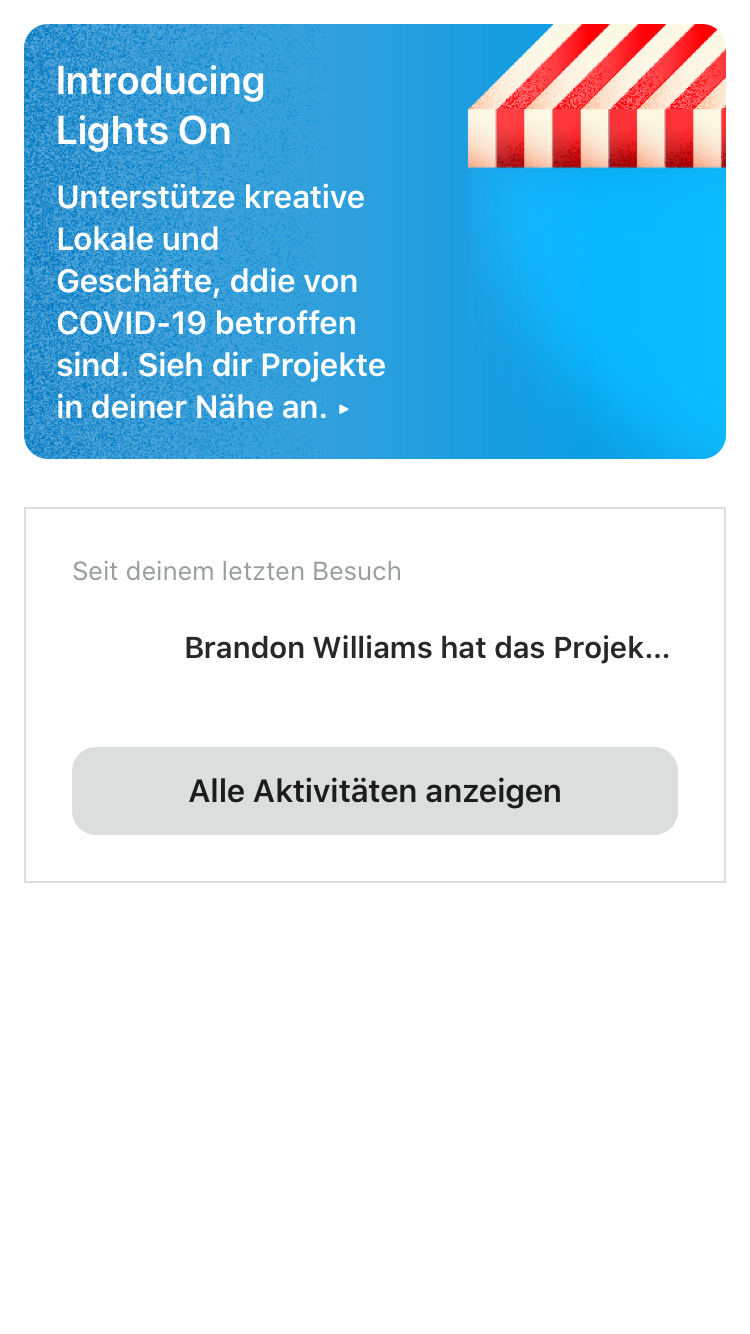 Introducing
Lights On
Unterstütze kreative
Lokale und
Geschäfte, ddie von
COVID-19 betroffen
sind. Sieh dir Projekte
in deiner Nähe an. ▸
Seit deinem letzten Besuch
Brandon Williams hat das Projek...
Alle Aktivitäten anzeigen